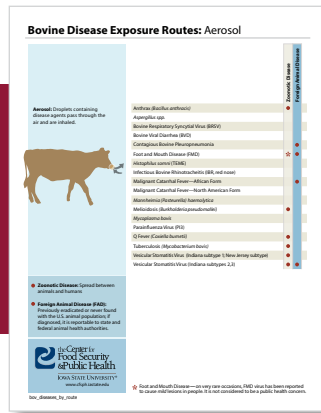 Bovine Disease Exposure Routes: Aerosol
Zoonotic Disease
Foreign Animal Disease
Aerosol: Droplets containing
disease agents pass through the
air and are inhaled.
Anthrax (Bacillus anthracis)
Aspergillus spp.
Bovine Respiratory Syncytial Virus (BRSV)
Bovine Viral Diarrhea (BVD)
Contagious Bovine Pleuropneumonia
Foot and Mouth Disease (FMD)
Histophilus somni (TEME)
Infectious Bovine Rhinotracheitis (IBR, red nose)
Malignant Catarrhal Fever—African Form
Malignant Catarrhal Fever—North American Form
Mannheimia (Pasteurella) haemolytica
Melioidosis (Burkholderia pseudomallei)
Mycoplasma bovis
Parainfluenza Virus (PI3)
Q Fever (Coxiella burnetii)
Tuberculosis (Mycobacterium bovis)
Vesicular Stomatitis Virus (Indiana subtype 1; New Jersey subtype)
Vesicular Stomatitis Virus (Indiana subtypes 2,3)
Zoonotic Disease: Spread between
animals and humans
Foreign Animal Disease (FAD):
Previously eradicated or never found
with the U.S. animal population; if
diagnosed, it is reportable to state and
federal animal health authorities.
the Center for
Food Security
& Public Health
IOWA STATE UNIVERSITY®
www.cfsph.iastate.edu
Foot and Mouth Disease—on very rare occasions, FMD virus has been reported
to cause mild lesions in people. It is not considered to be a public health concern.
bov_diseases_by_route